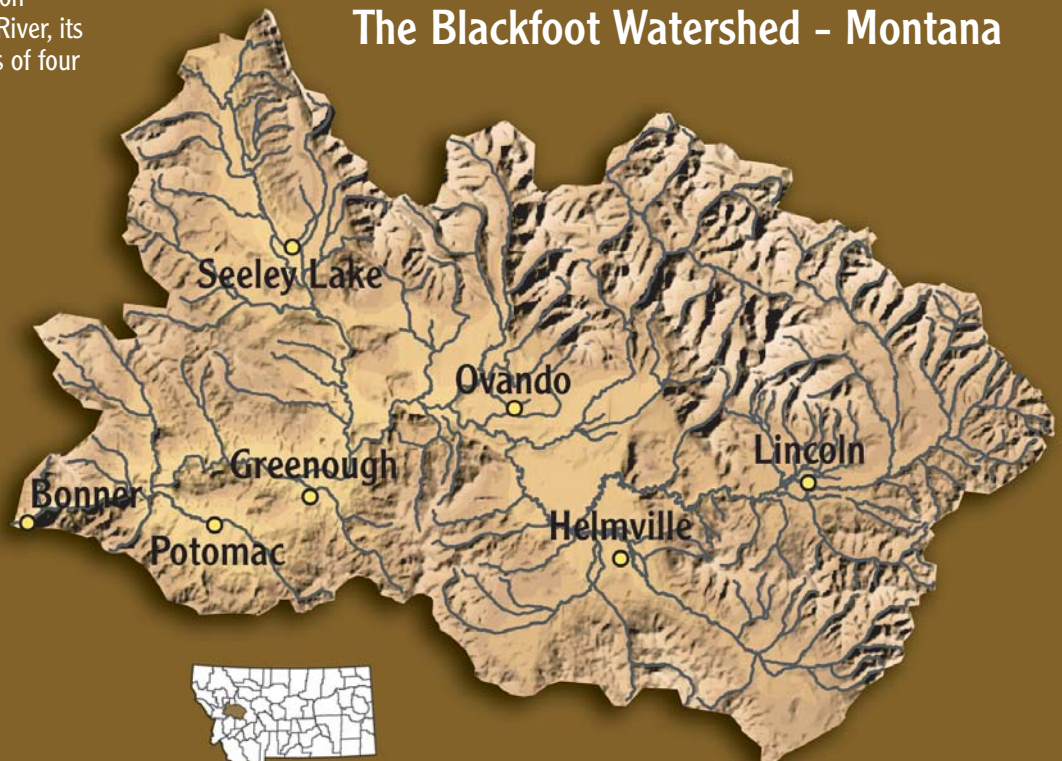 on
River, its
s of four
The Blackfoot Watershed - Montana
Seeley Lake
Ovando
Lincoln
Greenough
Bonner
Helmville
Potomac